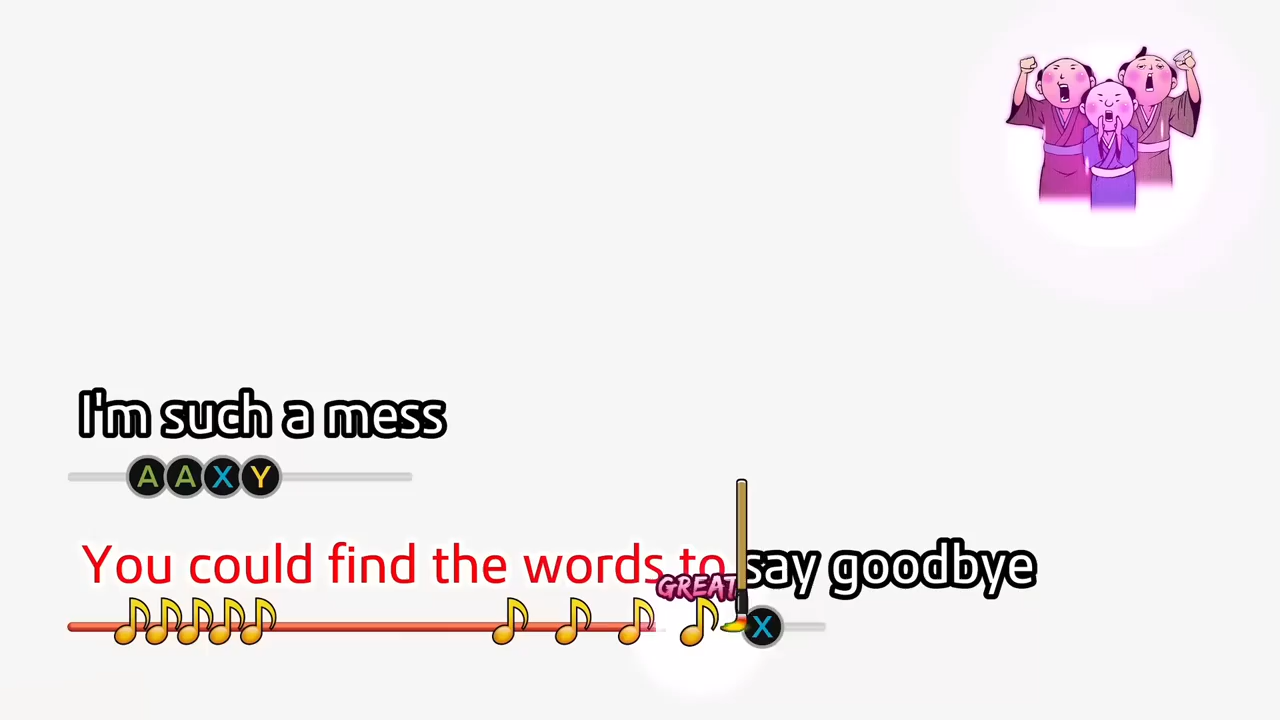 I'm such a mess
A A X Y
You could find the words to say goodbye
GREAT
X